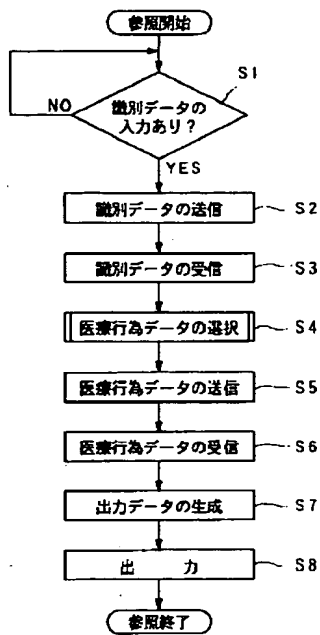 参照開始
S1
識別データの
入力あり?
NO
YES
識別データの送信
S2
識別データの受信
S3
医療行為データの選択
S4
医療行為データの送信
S5
医療行為データの受信
S6
出力データの生成
S7
出 力
S8
参照終了